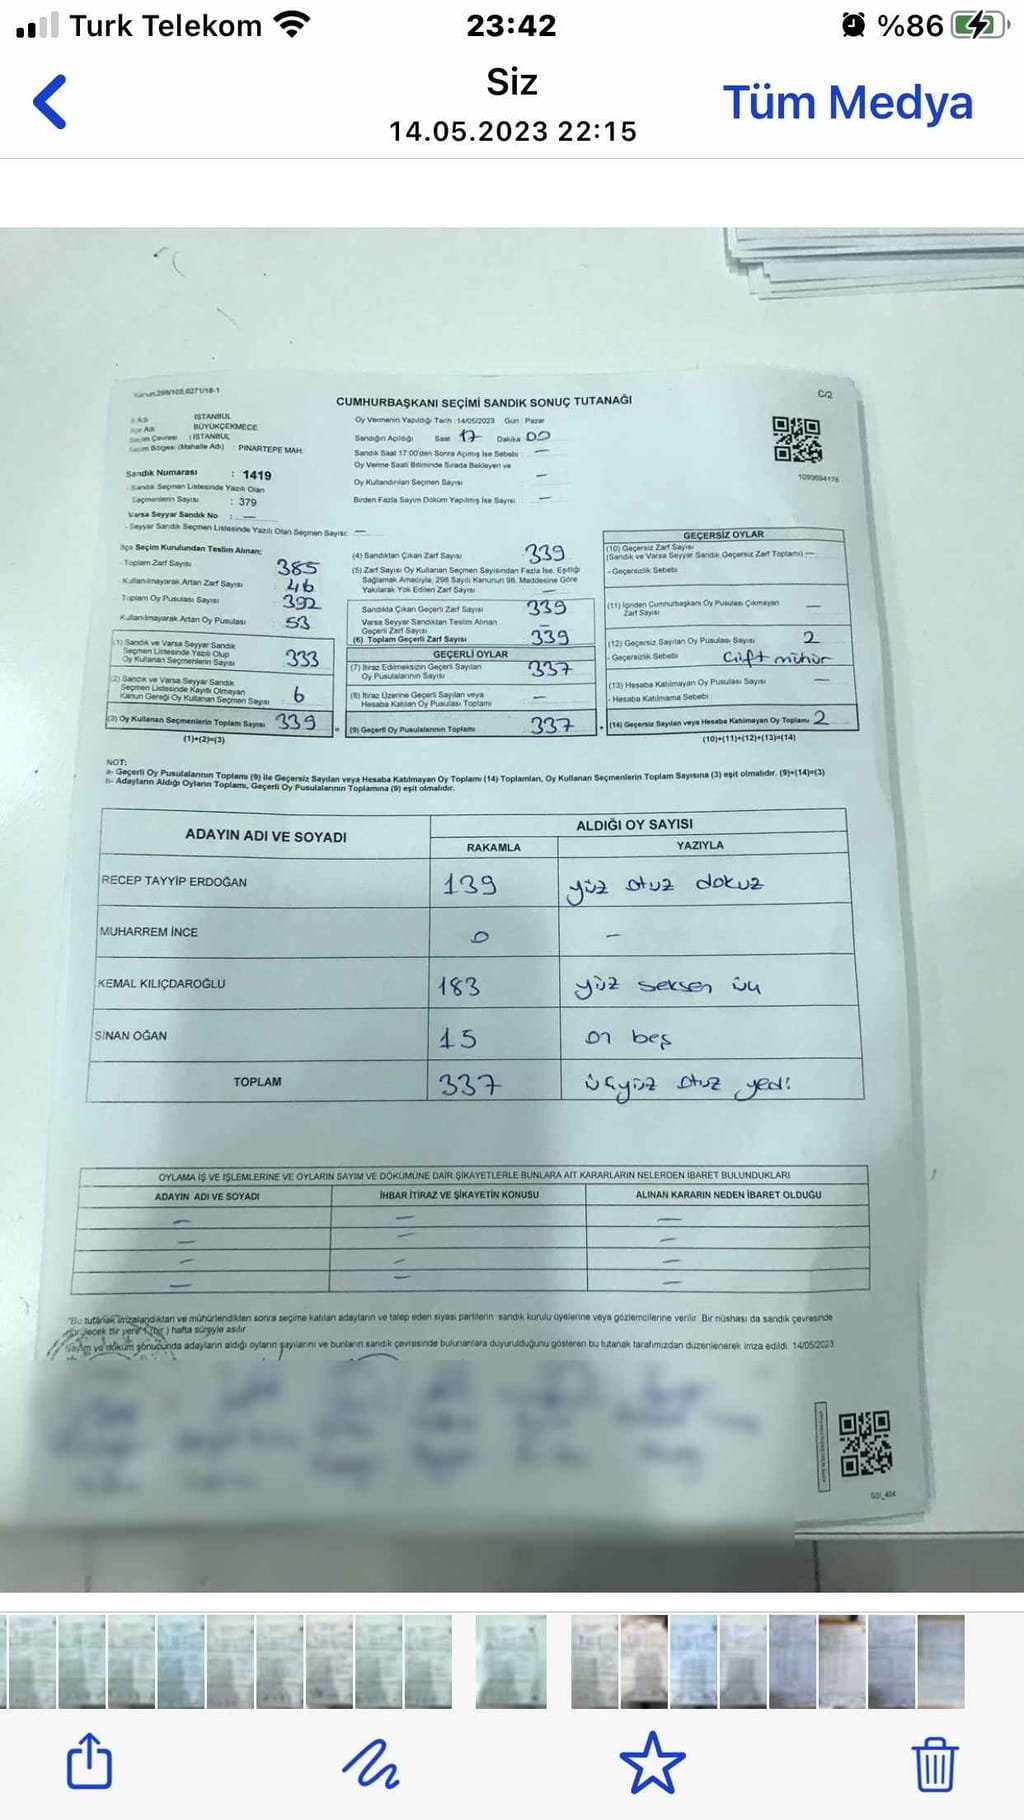 Turk Telekom
23:42
%86
Siz
14.05.2023 22:15
Tüm Medya
Kanun:298/105,6271/18-1
C/2
CUMHURBAŞKANI SEÇİMİ SANDIK SONUÇ TUTANAĞI
İl Adı : İSTANBUL
İlçe Adı BÜYÜKÇEKMECE
Seçim Çevresi : İSTANBUL
Seçim Bölgesi (Mahalle Adı) : PINARTEPE MAH.
Sandık Numarası : 1419
Sandık Seçmen Listesinde Yazılı Olan
Seçmenlerin Sayısı : 379
Varsa Seyyar Sandık No : —
- Seyyar Sandık Seçmen Listesinde Yazılı Olan Seçmen Sayısı: —
Oy Vermenin Yapıldığı Tarih :14/05/2023 Gün : Pazar
Sandığın Açıldığı Saat 17 Dakika 00
Sandık Saat 17.00'den Sonra Açımış İse Sebebi —
Oy Verme Saati Bitiminde Sırada Bekleyen ve
Oy Kullandırılan Seçmen Sayısı —
Birden Fazla Sayım Döküm Yapılmış İse Sayısı —
1093694176
İlçe Seçim Kurulundan Teslim Alınan;
- Toplam Zarf Sayısı : 385
- Kullanılmayarak Artan Zarf Sayısı : 46
Toplam Oy Pusulası Sayısı : 392
Kullanılmayarak Artan Oy Pusulası : 53
(1) Sandık ve Varsa Seyyar Sandık
Seçmen Listesinde Yazılı Olup
Oy Kullanan Seçmenlerin Sayısı 333
(2) Sandık ve Varsa Seyyar Sandık
Seçmen Listesinde Kayıtlı Olmayan
Kanun Gereği Oy Kullanan Seçmen Sayısı 6
(3) Oy Kullanan Seçmenlerin Toplam Sayısı 339
(1)+(2)=(3)
(4) Sandıktan Çıkan Zarf Sayısı 339
(5) Zarf Sayısı Oy Kullanan Seçmen Sayısından Fazla İse, Eşitliği
Sağlamak Amacıyla, 298 Sayılı Kanunun 98. Maddesine Göre
Yakılarak Yok Edilen Zarf Sayısı —
Sandıkta Çıkan Geçerli Zarf Sayısı 339
Varsa Seyyar Sandıktan Teslim Alınan
Geçerli Zarf Sayısı —
(6) Toplam Geçerli Zarf Sayısı 339
GEÇERLİ OYLAR
(7) İtiraz Edilmeksizin Geçerli Sayılan
Oy Pusulalarının Sayısı 337
(8) İtiraz Üzerine Geçerli Sayılan veya
Hesaba Katılan Oy Pusulası Toplamı —
= (9) Geçerli Oy Pusulalarının Toplamı 337
GEÇERSİZ OYLAR
(10) Geçersiz Zarf Sayısı
(Sandık ve Varsa Seyyar Sandık Geçersiz Zarf Toplamı) —
- Geçersizlik Sebebi
(11) İçinden Cumhurbaşkanı Oy Pusulası Çıkmayan
Zarf Sayısı —
(12) Geçersiz Sayılan Oy Pusulası Sayısı 2
- Geçersizlik Sebebi Çift mühür
(13) Hesaba Katılmayan Oy Pusulası Sayısı —
- Hesaba Katılmama Sebebi
+ (14) Geçersiz Sayılan veya Hesaba Katılmayan Oy Toplamı 2
(10)+(11)+(12)+(13)=(14)
NOT:
a- Geçerli Oy Pusulalarının Toplamı (9) ile Geçersiz Sayılan veya Hesaba Katılmayan Oy Toplamı (14) Toplamları, Oy Kullanan Seçmenlerin Toplam Sayısına (3) eşit olmalıdır. (9)+(14)=(3)
b- Adayların Aldığı Oyların Toplamı, Geçerli Oy Pusulalarının Toplamına (9) eşit olmalıdır.
ADAYIN ADI VE SOYADI
ALDIĞI OY SAYISI
RAKAMLA YAZIYLA
RECEP TAYYİP ERDOĞAN 139 yüz otuz dokuz
MUHARREM İNCE 0 —
KEMAL KILIÇDAROĞLU 183 yüz seksen üç
SİNAN OĞAN 15 on beş
TOPLAM 337 üçyüz otuz yedi
OYLAMA İŞ VE İŞLEMLERİNE VE OYLARIN SAYIM VE DÖKÜMÜNE DAİR ŞİKAYETLERLE BUNLARA AİT KARARLARIN NELERDEN İBARET BULUNDUKLARI
ADAYIN ADI VE SOYADI İHBAR İTİRAZ VE ŞİKAYETİN KONUSU ALINAN KARARIN NEDEN İBARET OLDUĞU
— — —
— — —
— — —
— — —
*Bu tutanak imzalandıktan ve mühürlendikten sonra seçime katılan adayların ve talep eden siyasi partilerin sandık kurulu üyelerine veya gözlemcilerine verilir. Bir nüshası da sandık çevresinde
görülecek bir yere 1 (bir) hafta süreyle asılır.
Sayım ve döküm sonucunda adayların aldığı oyların sayılarını ve bunların sandık çevresinde bulunanlara duyurulduğunu gösteren bu tutanak tarafımızdan düzenlenerek imza edildi. 14/05/2023